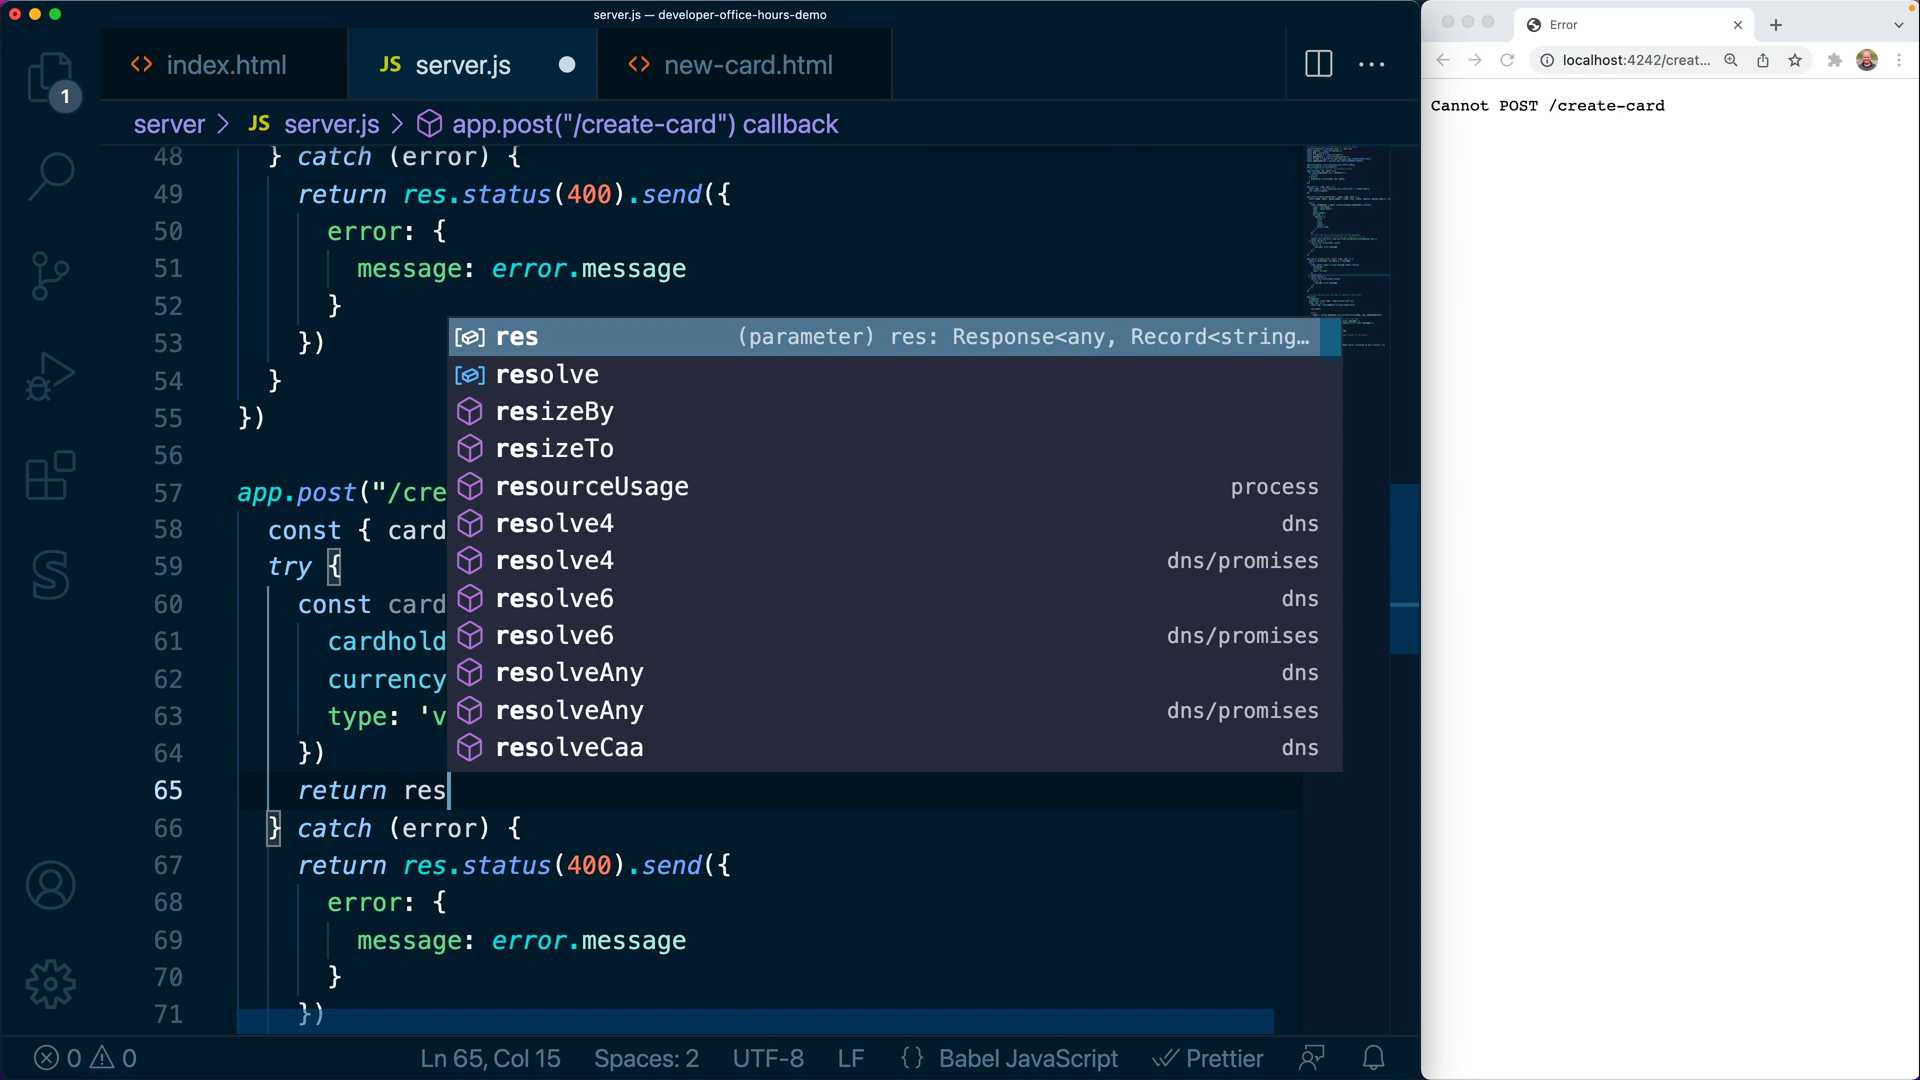 server.js — developer-office-hours-demo
index.html
JS server.js
new-card.html
server > JS server.js > app.post("/create-card") callback
1
48 } catch (error) {
49 return res.status(400).send({
50 error: {
51 message: error.message
52 }
53 })
54 }
55 })
56
57 app.post("/cre
58 const { card
59 try {
60 const card
61 cardhold
62 currency
63 type: 'v
64 })
65 return res
66 } catch (error) {
67 return res.status(400).send({
68 error: {
69 message: error.message
70 }
71 })
res (parameter) res: Response<any, Record<string…
resolve
resizeBy
resizeTo
resourceUsage process
resolve4 dns
resolve4 dns/promises
resolve6 dns
resolve6 dns/promises
resolveAny dns
resolveAny dns/promises
resolveCaa dns
0 0 Ln 65, Col 15 Spaces: 2 UTF-8 LF {} Babel JavaScript Prettier
Error
localhost:4242/creat...
Cannot POST /create-card